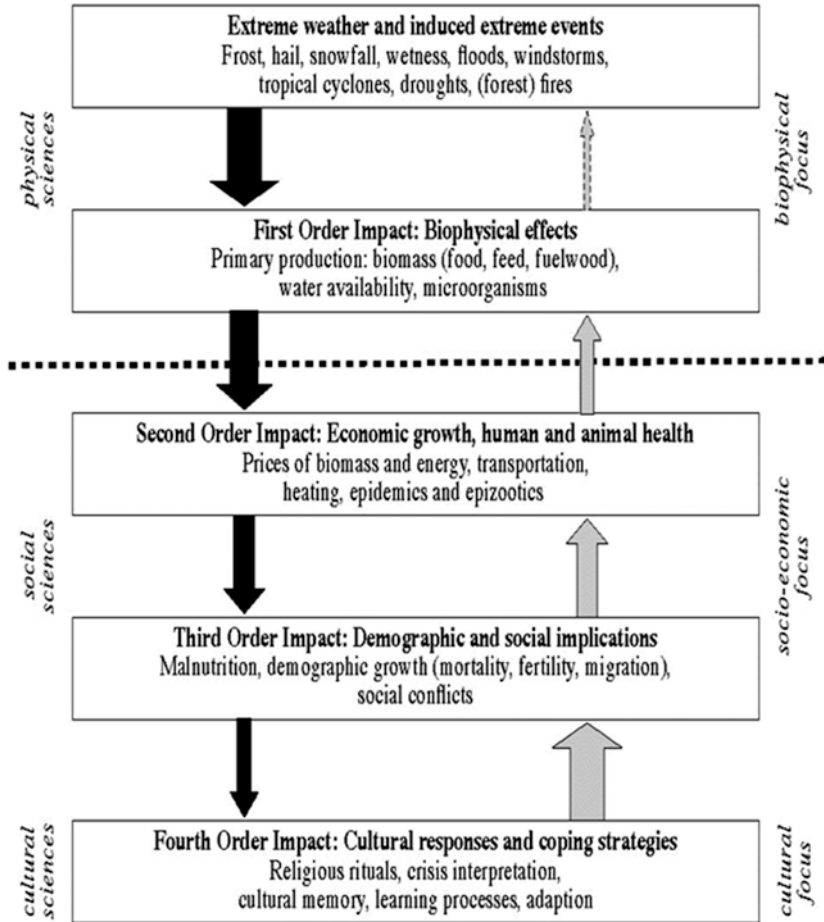 Extreme weather and induced extreme events
Frost, hail, snowfall, wetness, floods, windstorms,
tropical cyclones, droughts, (forest) fires
physical
sciences
biophysical
focus
First Order Impact: Biophysical effects
Primary production: biomass (food, feed, fuelwood),
water availability, microorganisms
Second Order Impact: Economic growth, human and animal health
Prices of biomass and energy, transportation,
heating, epidemics and epizootics
social
sciences
socio-economic
focus
Third Order Impact: Demographic and social implications
Malnutrition, demographic growth (mortality, fertility, migration),
social conflicts
Fourth Order Impact: Cultural responses and coping strategies
Religious rituals, crisis interpretation,
cultural memory, learning processes, adaption
cultural
sciences
cultural
focus